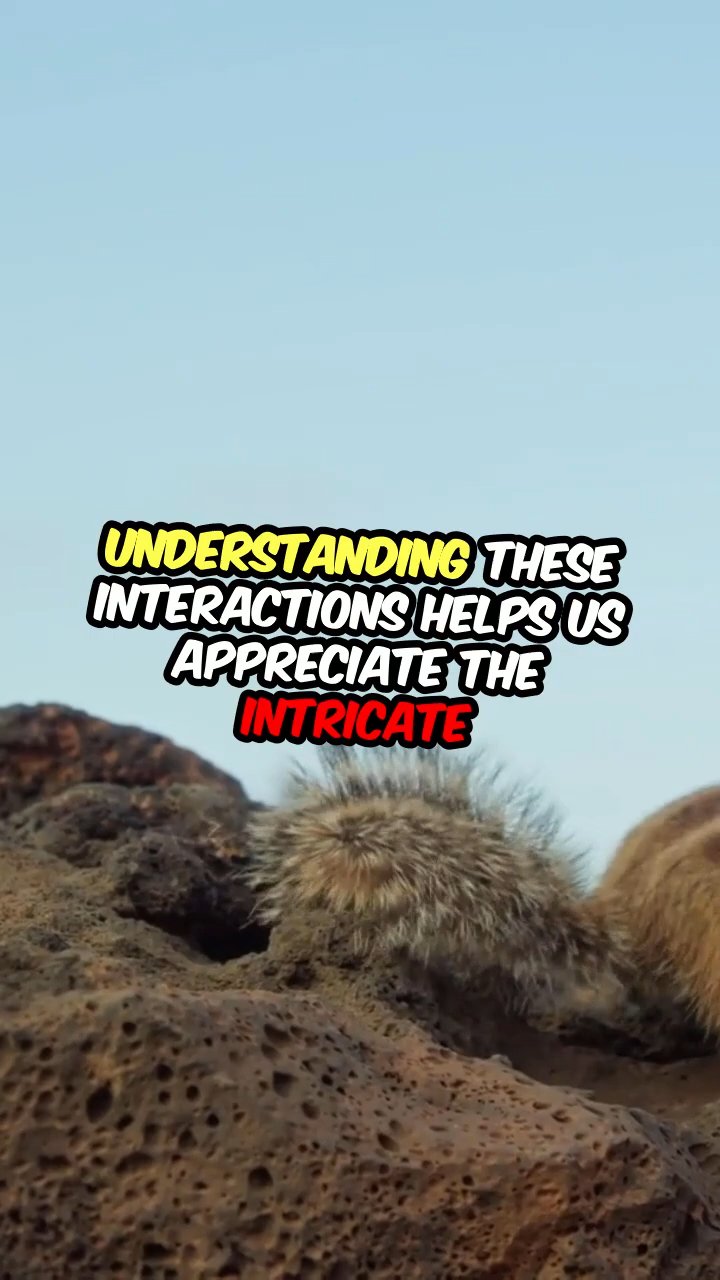 UNDERSTANDING THESE
INTERACTIONS HELPS US
APPRECIATE THE
INTRICATE